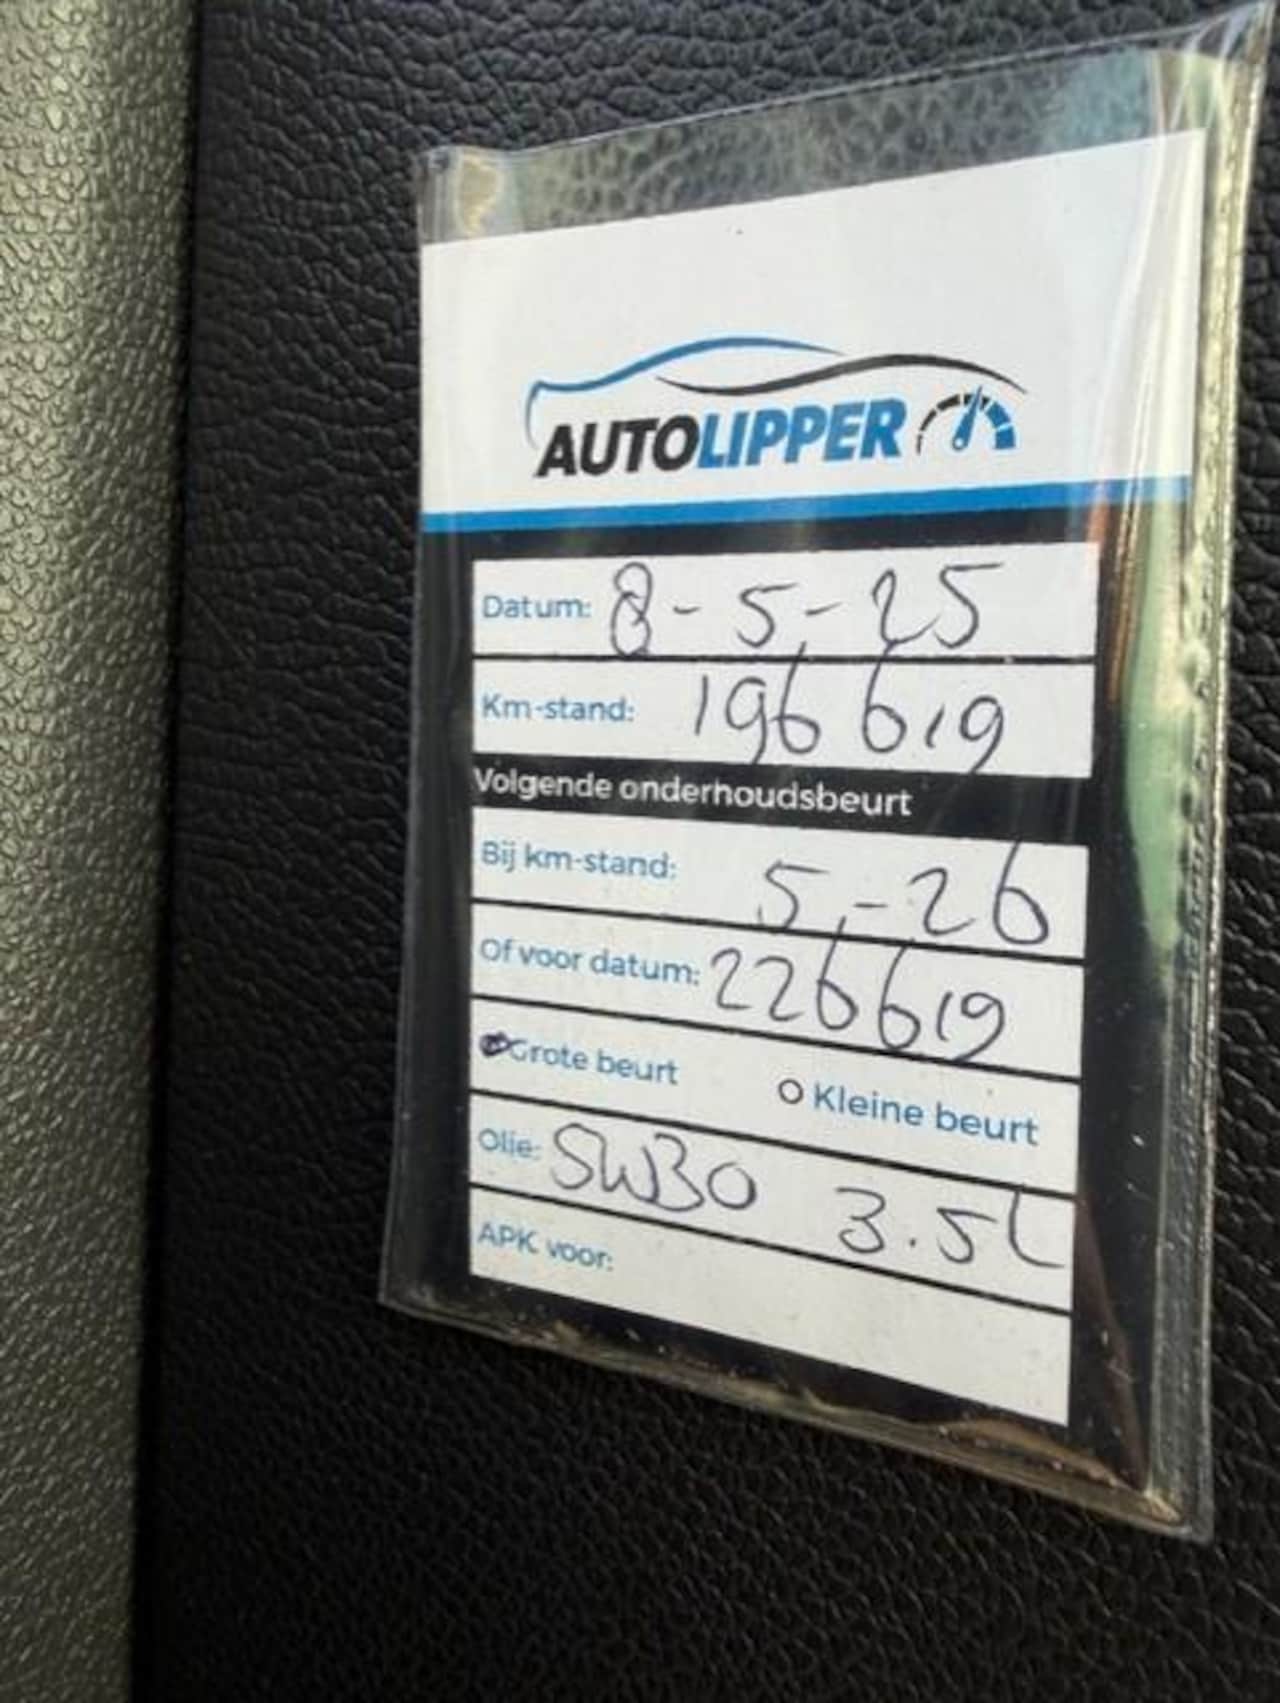 AUTOLIPPER
Datum: 8-5-25
Km-stand: 196619
Volgende onderhoudsbeurt
Bij km-stand: 5-26
Of voor datum: 226619
Grote beurt Kleine beurt
Olie: 5W30 3.5L
APK voor: